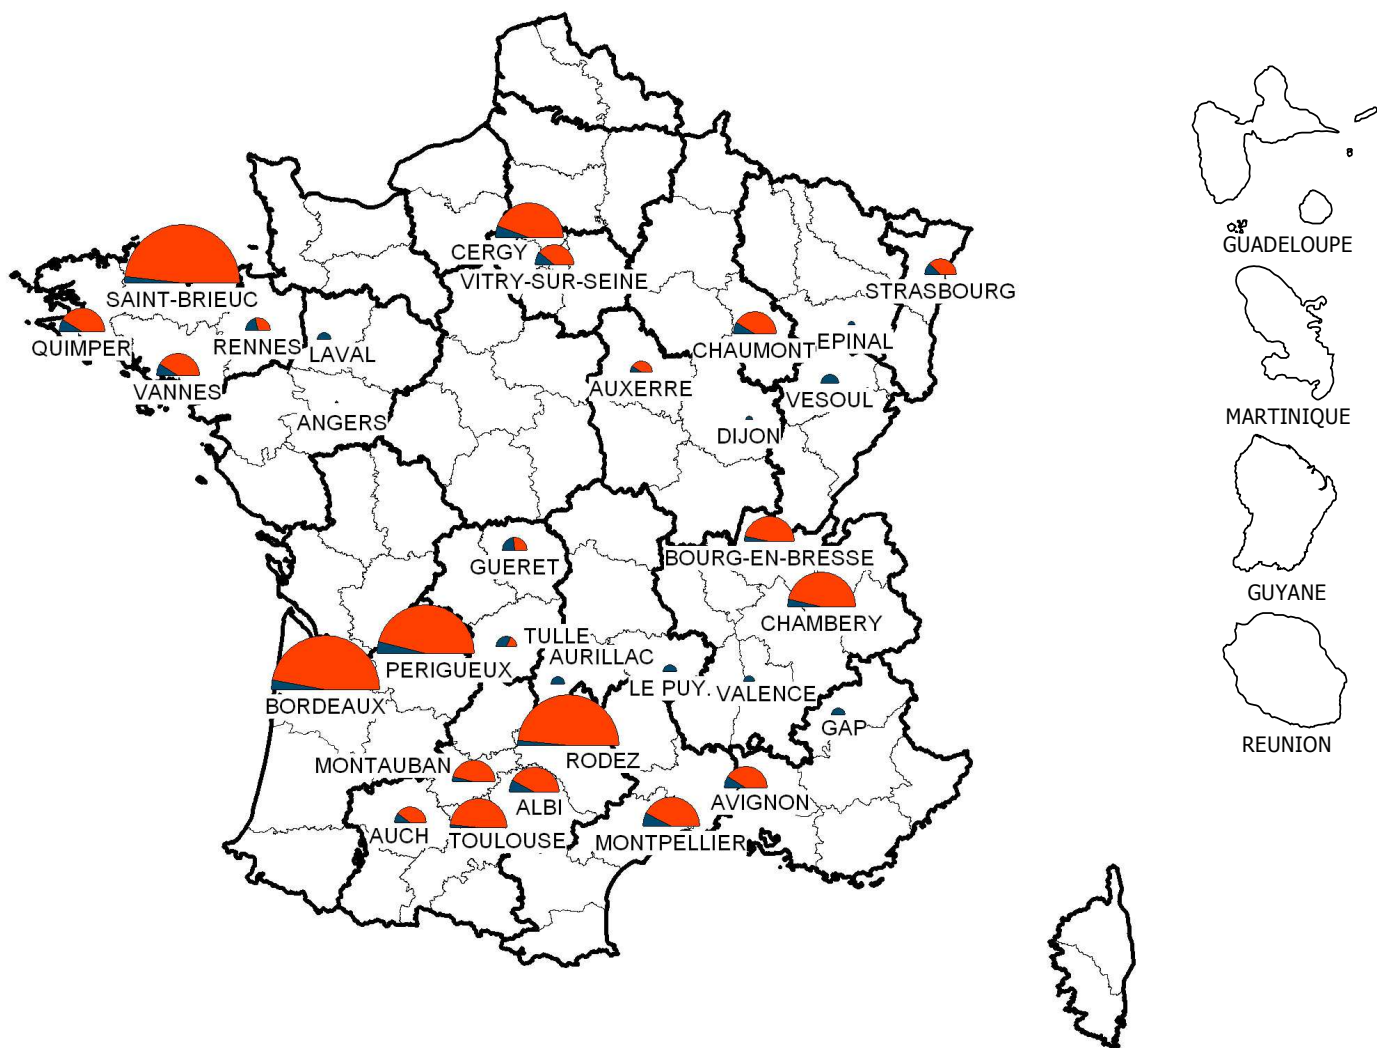 GUADELOUPE
CERGY
VITRY-SUR-SEINE
STRASBOURG
SAINT-BRIEUC
QUIMPER
RENNES
LAVAL
CHAUMONT
EPINAL
VANNES
AUXERRE
VESOUL
ANGERS
DIJON
MARTINIQUE
BOURG-EN-BRESSE
GUERET
GUYANE
CHAMBERY
TULLE
PERIGUEUX
AURILLAC
LE PUY.
VALENCE
BORDEAUX
GAP
REUNION
MONTAUBAN
RODEZ
ALBI
AVIGNON
AUCH
TOULOUSE
MONTPELLIER